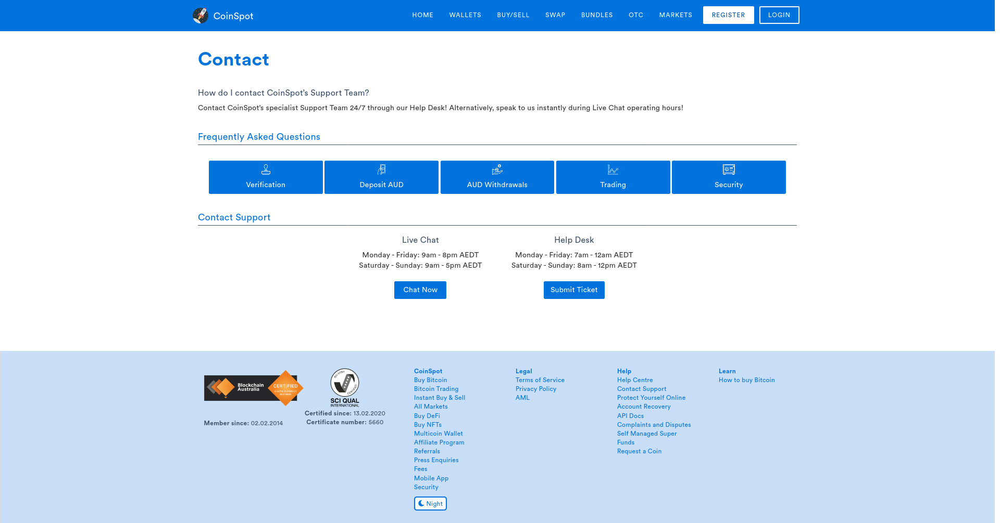 CoinSpot
HOME WALLETS BUY/SELL SWAP BUNDLES OTC MARKETS REGISTER LOGIN
Contact
How do I contact CoinSpot’s Support Team?
Contact CoinSpot’s specialist Support Team 24/7 through our Help Desk! Alternatively, speak to us instantly during Live Chat operating hours!
Frequently Asked Questions
Verification
Deposit AUD
AUD Withdrawals
Trading
Security
Contact Support
Live Chat
Monday - Friday: 9am - 8pm AEDT
Saturday - Sunday: 9am - 5pm AEDT
Chat Now
Help Desk
Monday - Friday: 7am - 12am AEDT
Saturday - Sunday: 8am - 12pm AEDT
Submit Ticket
Blockchain
Australia
CERTIFIED
DIGITAL CURRENCY
BUSINESS
Member since: 02.02.2014
ISO 27001
CERTIFIED
SCI QUAL
INTERNATIONAL
Certified since: 13.02.2020
Certificate number: 5660
CoinSpot
Buy Bitcoin
Bitcoin Trading
Instant Buy & Sell
All Markets
Buy DeFi
Buy NFTs
Multicoin Wallet
Affiliate Program
Referrals
Press Enquiries
Fees
Mobile App
Security
Night
Legal
Terms of Service
Privacy Policy
AML
Help
Help Centre
Contact Support
Protect Yourself Online
Account Recovery
API Docs
Complaints and Disputes
Self Managed Super
Funds
Request a Coin
Learn
How to buy Bitcoin